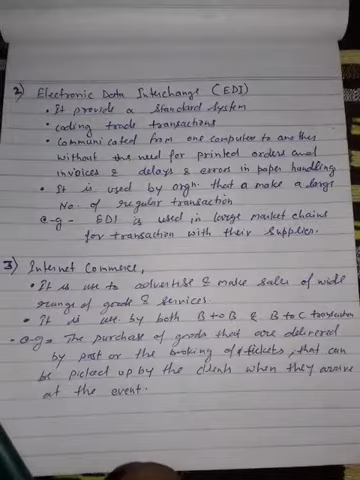 2) Electronic Data Interchange (EDI)
• It provide a standard system
• Coding trade transactions
• Communicated from one computer to another
without the need for printed orders and
invoices & delays & errors in paper handling
• It is used by orgn. that a make a large
No. of regular transaction
e-g - EDI is used in large market chains
for transaction with their Supplier.
3) Internet Commerce,
• It is use to advertise & make sales of wide
range of goods & services.
• It is use by both B to B & B to C transaction
• e-g = The purchase of goods that are delivered
by post or the booking of tickets, that can
be picked up by the clients when they arrive
at the event.